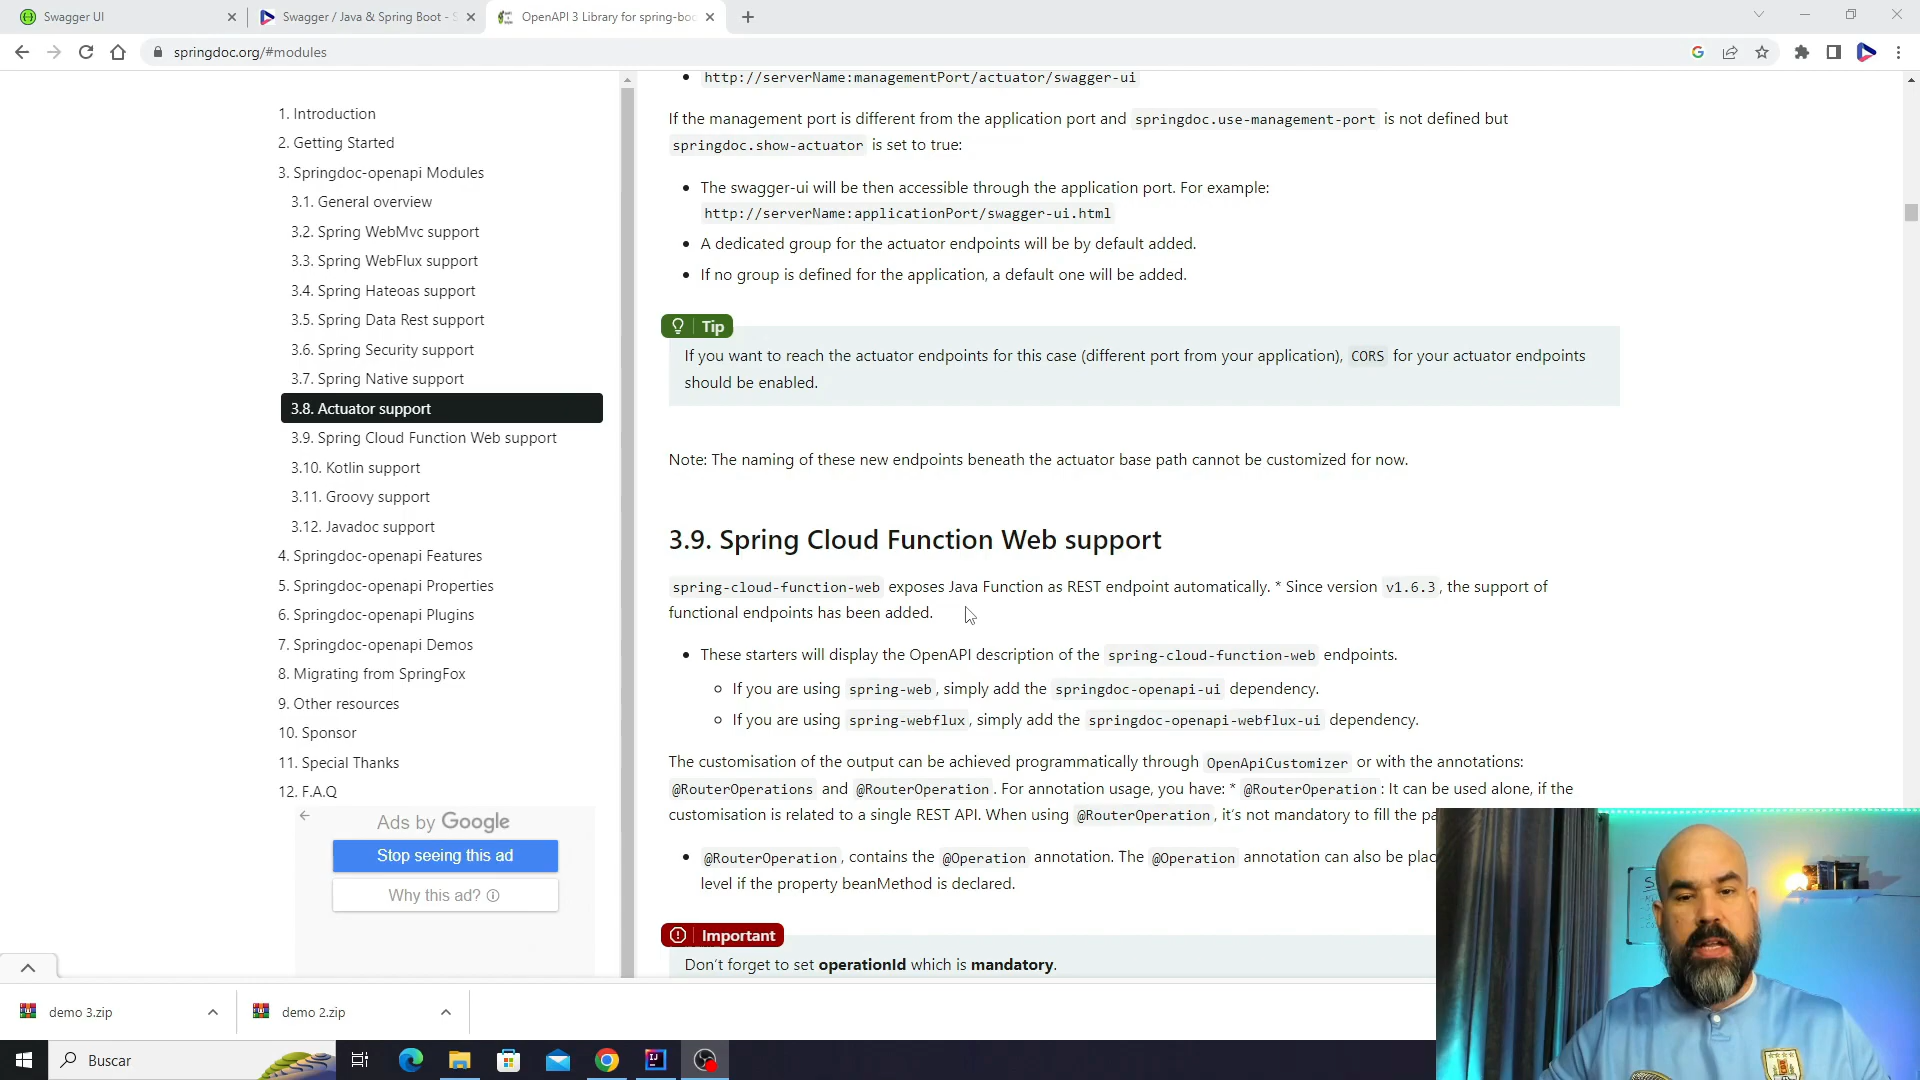 Swagger UI
Swagger / Java & Spring Boot - S
OpenAPI 3 Library for spring-boo
springdoc.org/#modules
1. Introduction
2. Getting Started
3. Springdoc-openapi Modules
3.1. General overview
3.2. Spring WebMvc support
3.3. Spring WebFlux support
3.4. Spring Hateoas support
3.5. Spring Data Rest support
3.6. Spring Security support
3.7. Spring Native support
3.8. Actuator support
3.9. Spring Cloud Function Web support
3.10. Kotlin support
3.11. Groovy support
3.12. Javadoc support
4. Springdoc-openapi Features
5. Springdoc-openapi Properties
6. Springdoc-openapi Plugins
7. Springdoc-openapi Demos
8. Migrating from SpringFox
9. Other resources
10. Sponsor
11. Special Thanks
12. F.A.Q
Ads by Google
Stop seeing this ad
Why this ad?
http://serverName:managementPort/actuator/swagger-ui
If the management port is different from the application port and springdoc.use-management-port is not defined but
springdoc.show-actuator is set to true:
The swagger-ui will be then accessible through the application port. For example:
http://serverName:applicationPort/swagger-ui.html
A dedicated group for the actuator endpoints will be by default added.
If no group is defined for the application, a default one will be added.
Tip
If you want to reach the actuator endpoints for this case (different port from your application), CORS for your actuator endpoints
should be enabled.
Note: The naming of these new endpoints beneath the actuator base path cannot be customized for now.
3.9. Spring Cloud Function Web support
spring-cloud-function-web exposes Java Function as REST endpoint automatically. * Since version v1.6.3, the support of
functional endpoints has been added.
These starters will display the OpenAPI description of the spring-cloud-function-web endpoints.
If you are using spring-web, simply add the springdoc-openapi-ui dependency.
If you are using spring-webflux, simply add the springdoc-openapi-webflux-ui dependency.
The customisation of the output can be achieved programmatically through OpenApiCustomizer or with the annotations:
@RouterOperations and @RouterOperation. For annotation usage, you have: * @RouterOperation: It can be used alone, if the
customisation is related to a single REST API. When using @RouterOperation, it's not mandatory to fill the pa
@RouterOperation, contains the @Operation annotation. The @Operation annotation can also be plac
level if the property beanMethod is declared.
Important
Don't forget to set operationId which is mandatory.
demo 3.zip
demo 2.zip
Buscar